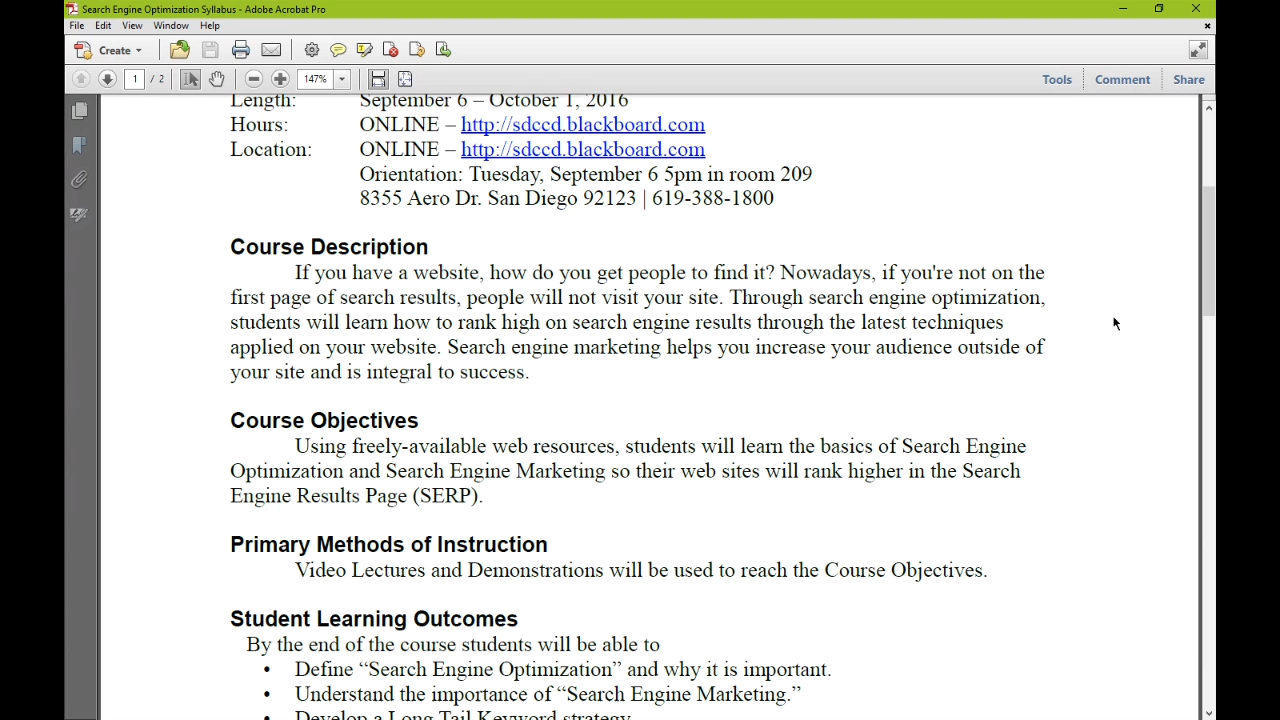 Search Engine Optimization Syllabus - Adobe Acrobat Pro
File Edit View Window Help
Create
1 / 2
147%
Tools Comment Share
Length: September 6 – October 1, 2016
Hours: ONLINE – http://sdccd.blackboard.com
Location: ONLINE – http://sdccd.blackboard.com
Orientation: Tuesday, September 6 5pm in room 209
8355 Aero Dr. San Diego 92123 | 619-388-1800
Course Description
If you have a website, how do you get people to find it? Nowadays, if you're not on the
first page of search results, people will not visit your site. Through search engine optimization,
students will learn how to rank high on search engine results through the latest techniques
applied on your website. Search engine marketing helps you increase your audience outside of
your site and is integral to success.
Course Objectives
Using freely-available web resources, students will learn the basics of Search Engine
Optimization and Search Engine Marketing so their web sites will rank higher in the Search
Engine Results Page (SERP).
Primary Methods of Instruction
Video Lectures and Demonstrations will be used to reach the Course Objectives.
Student Learning Outcomes
By the end of the course students will be able to
• Define “Search Engine Optimization” and why it is important.
• Understand the importance of “Search Engine Marketing.”
• Develop a Long Tail Keyword strategy